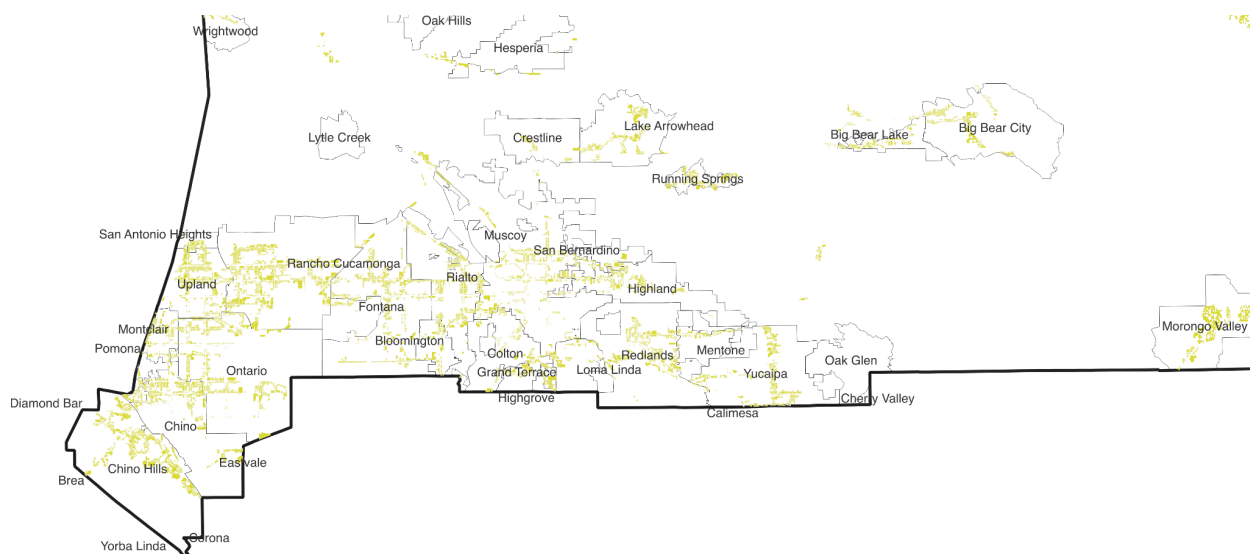 Oak Hills
Wrightwood
Hesperia
Lake Arrowhead
Big Bear City
Lytle Creek
Crestline
Big Bear Lake
Running Springs
San Antonio Heights
Muscoy
San Bernardino
Rancho Cucamonga
Rialto
Upland
Highland
Fontana
Montclair
Morongo Valley
Bloomington
Pomona
Colton
Redlands
Mentone
Oak Glen
Ontario
Grand Terrace
Loma Linda
Yucaipa
Diamond Bar
Highgrove
Cherry Valley
Calimesa
Chino
Eastvale
Chino Hills
Brea
Corona
Yorba Linda